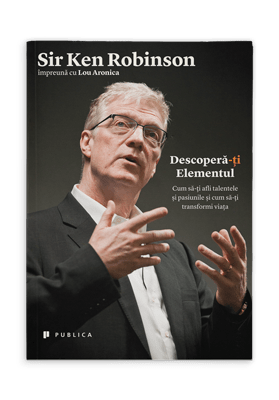 Sir Ken Robinson
împreună cu Lou Aronica
Descoperă-ți
Elementul
Cum să-ți afli talentele
și pasiunile și cum să-ți
transformi viața
PUBLICA